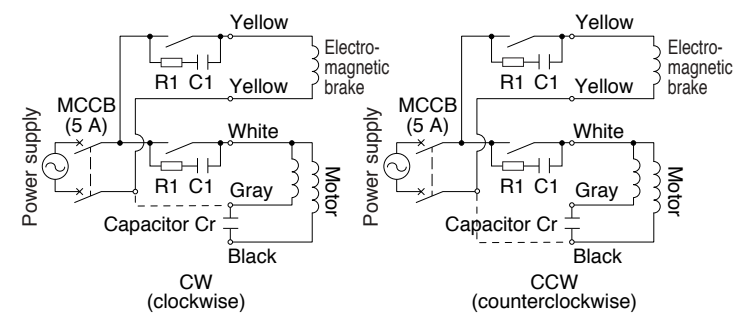 Yellow
Electro-
magnetic
brake
R1 C1
Yellow
MCCB
(5 A)
White
Power supply
R1 C1
Gray
Motor
Capacitor Cr
Black
CW
(clockwise)
Yellow
Electro-
magnetic
brake
R1 C1
Yellow
MCCB
(5 A)
White
Power supply
R1 C1
Gray
Motor
Capacitor Cr
Black
CCW
(counterclockwise)